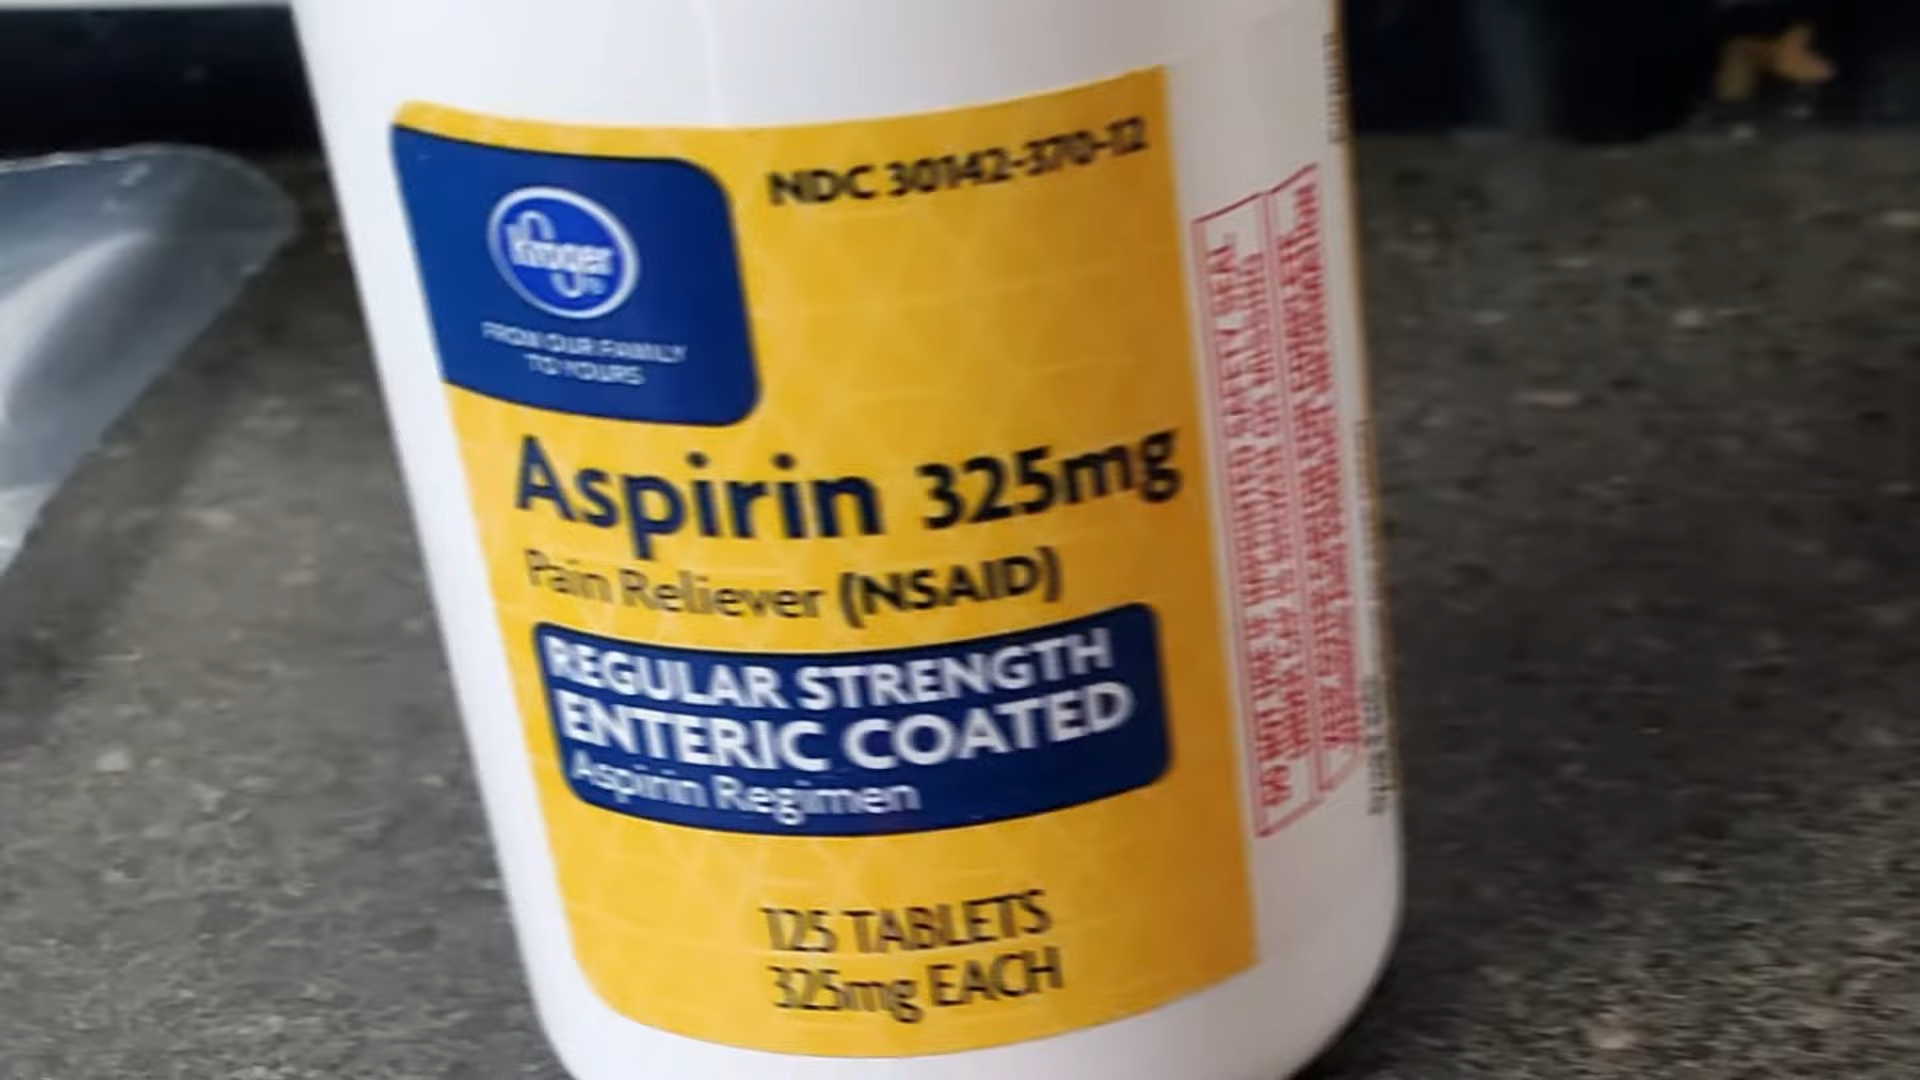 NDC 30142-370-12
Kroger
FROM OUR FAMILY
TO YOURS
Aspirin 325mg
Pain Reliever (NSAID)
REGULAR STRENGTH
ENTERIC COATED
Aspirin Regimen
125 TABLETS
325mg EACH